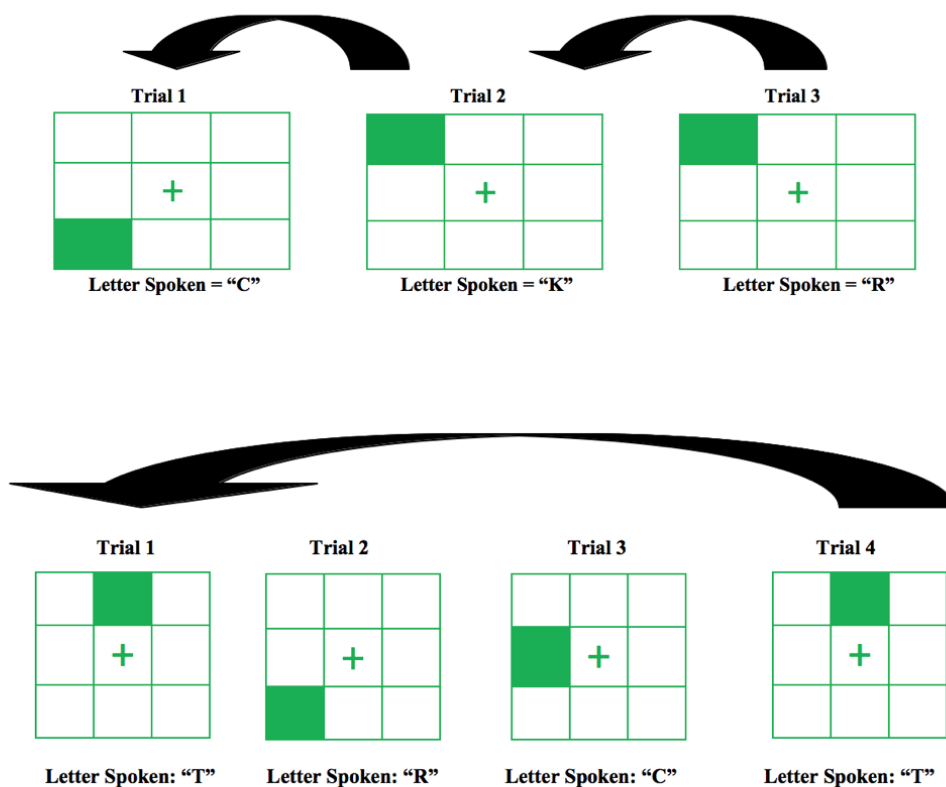 Trial 1
Trial 2
Trial 3
Letter Spoken = “C”
Letter Spoken = “K”
Letter Spoken = “R”
Trial 1
Trial 2
Trial 3
Trial 4
Letter Spoken: “T”
Letter Spoken: “R”
Letter Spoken: “C”
Letter Spoken: “T”